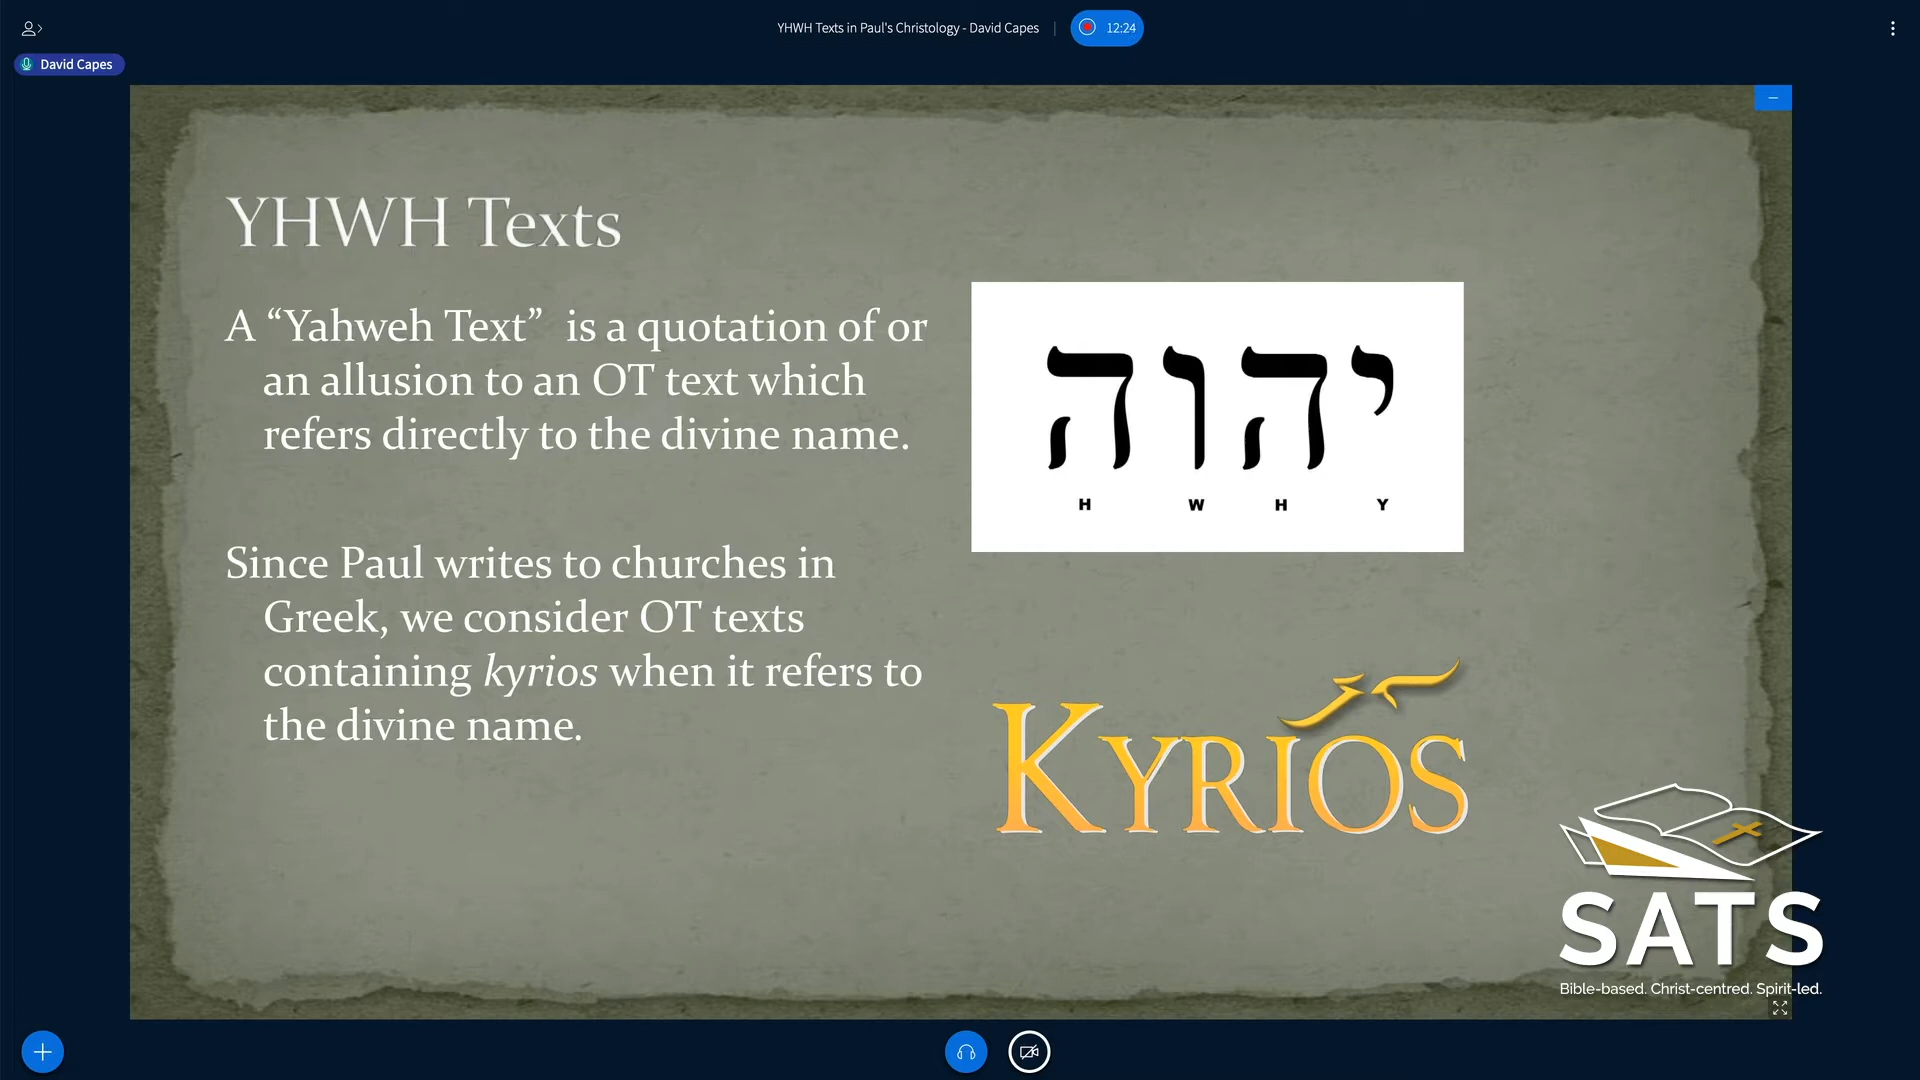 YHWH Texts in Paul's Christology - David Capes
12:24
David Capes
YHWH Texts
A “Yahweh Text” is a quotation of or
an allusion to an OT text which
refers directly to the divine name.
Since Paul writes to churches in
Greek, we consider OT texts
containing kyrios when it refers to
the divine name.
יהוה
H W H Y
KYRIOS
SATS
Bible-based. Christ-centred. Spirit-led.